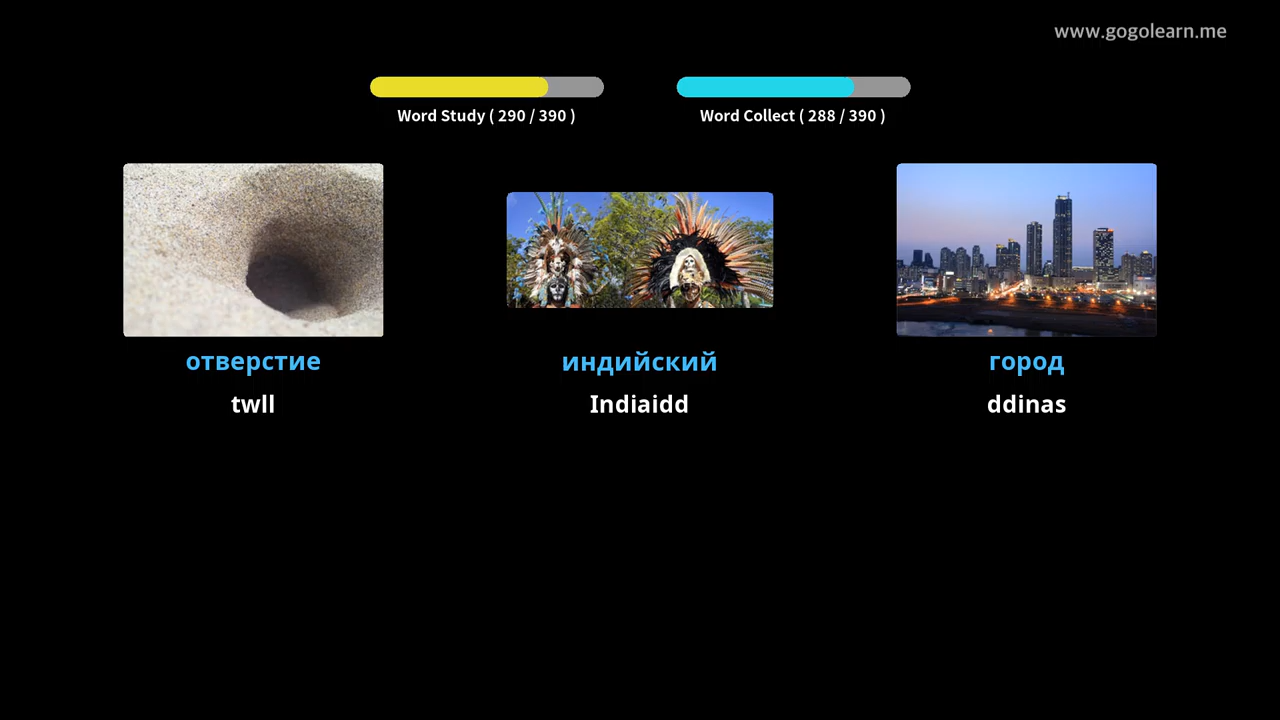 www.gogolearn.me
Word Study ( 290 / 390 )
Word Collect ( 288 / 390 )
отверстие
индийский
город
twll
Indiaidd
ddinas